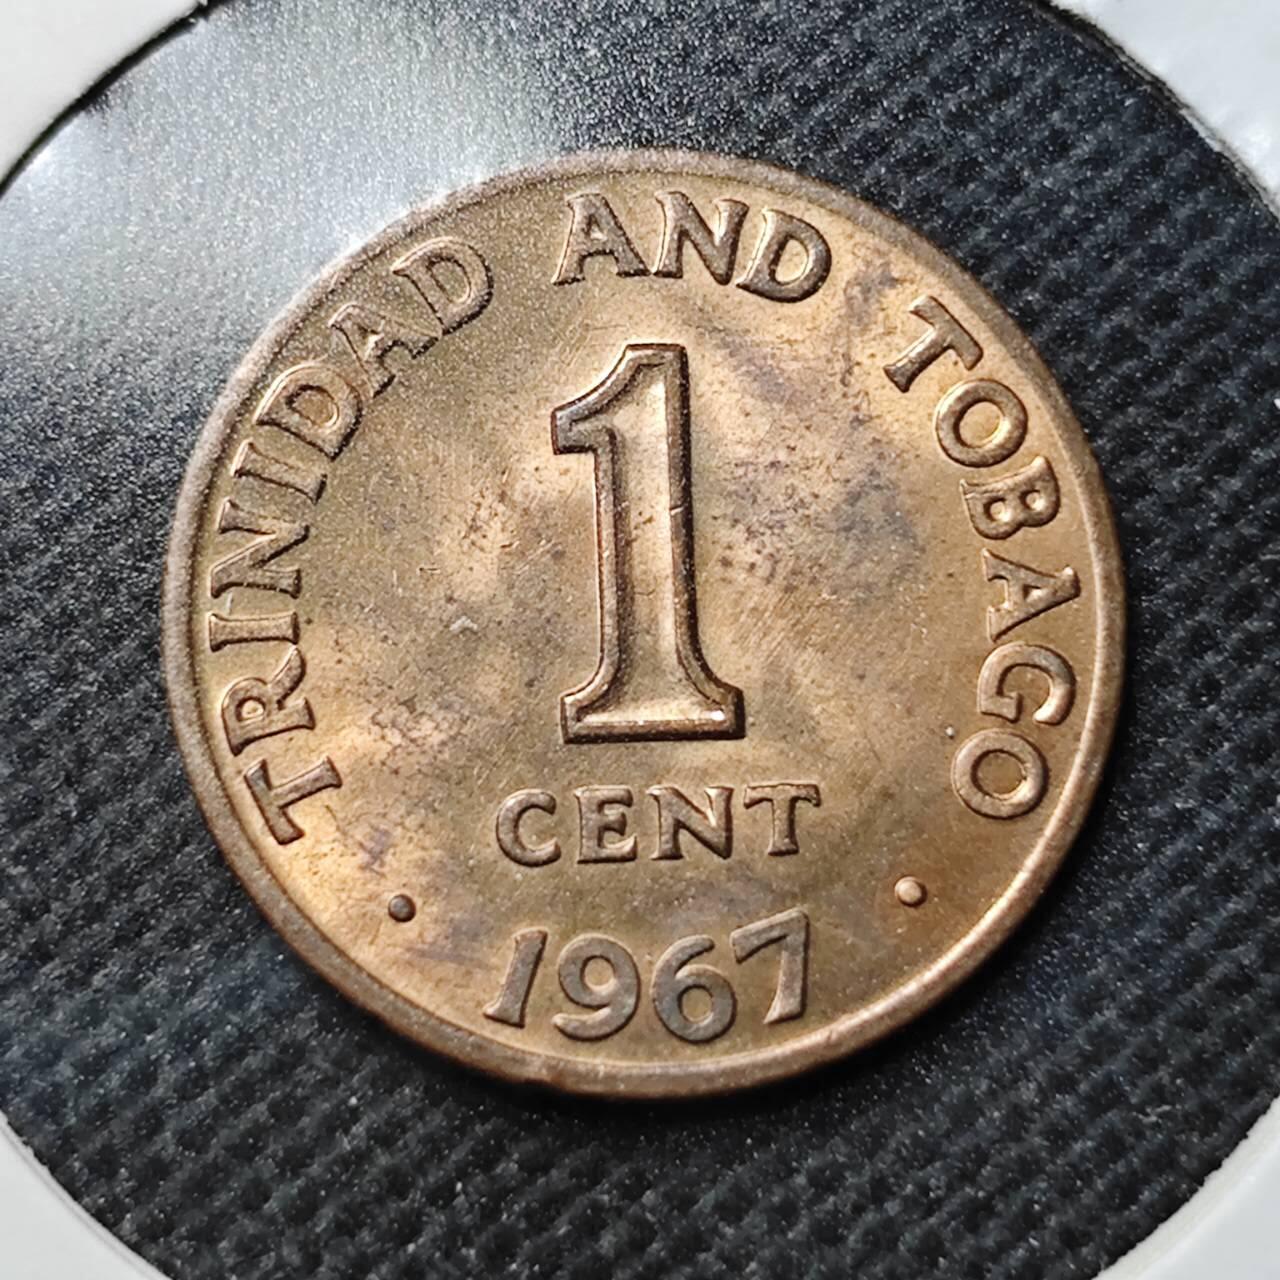 TRINIDAD AND TOBAGO
1
CENT
• 1967 •